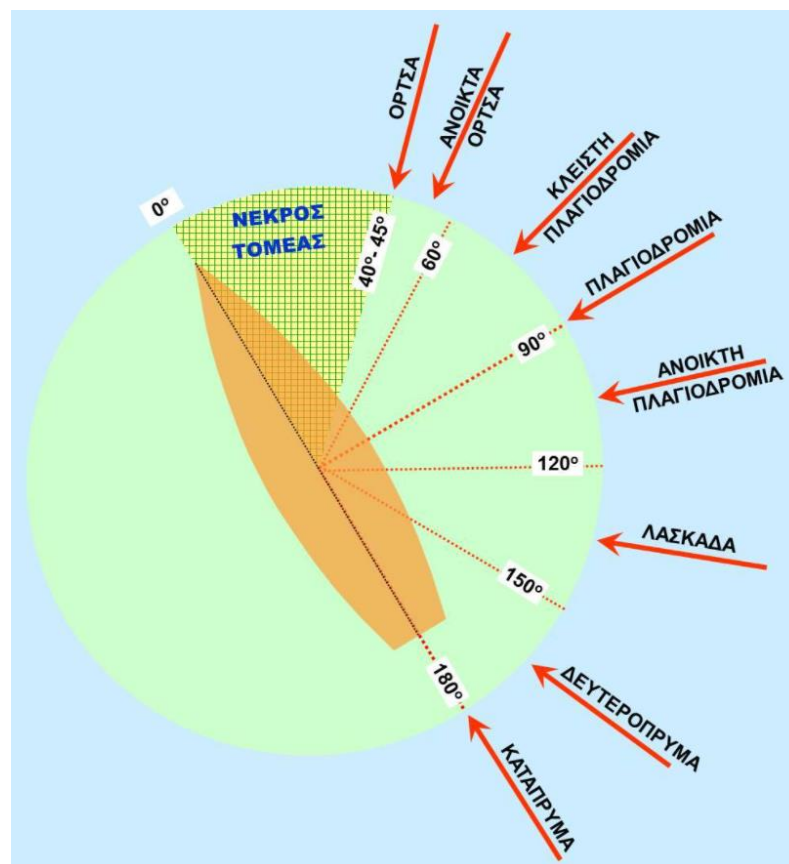 0°
ΝΕΚΡΟΣ
ΤΟΜΕΑΣ
40°- 45°
ΟΡΤΣΑ
ΑΝΟΙΚΤΑ
ΟΡΤΣΑ
60°
ΚΛΕΙΣΤΗ
ΠΛΑΓΙΟΔΡΟΜΙΑ
ΠΛΑΓΙΟΔΡΟΜΙΑ
90°
ΑΝΟΙΚΤΗ
ΠΛΑΓΙΟΔΡΟΜΙΑ
120°
ΛΑΣΚΑΔΑ
150°
ΔΕΥΤΕΡΟΠΡΥΜΑ
180°
ΚΑΤΑΠΡΥΜΑ